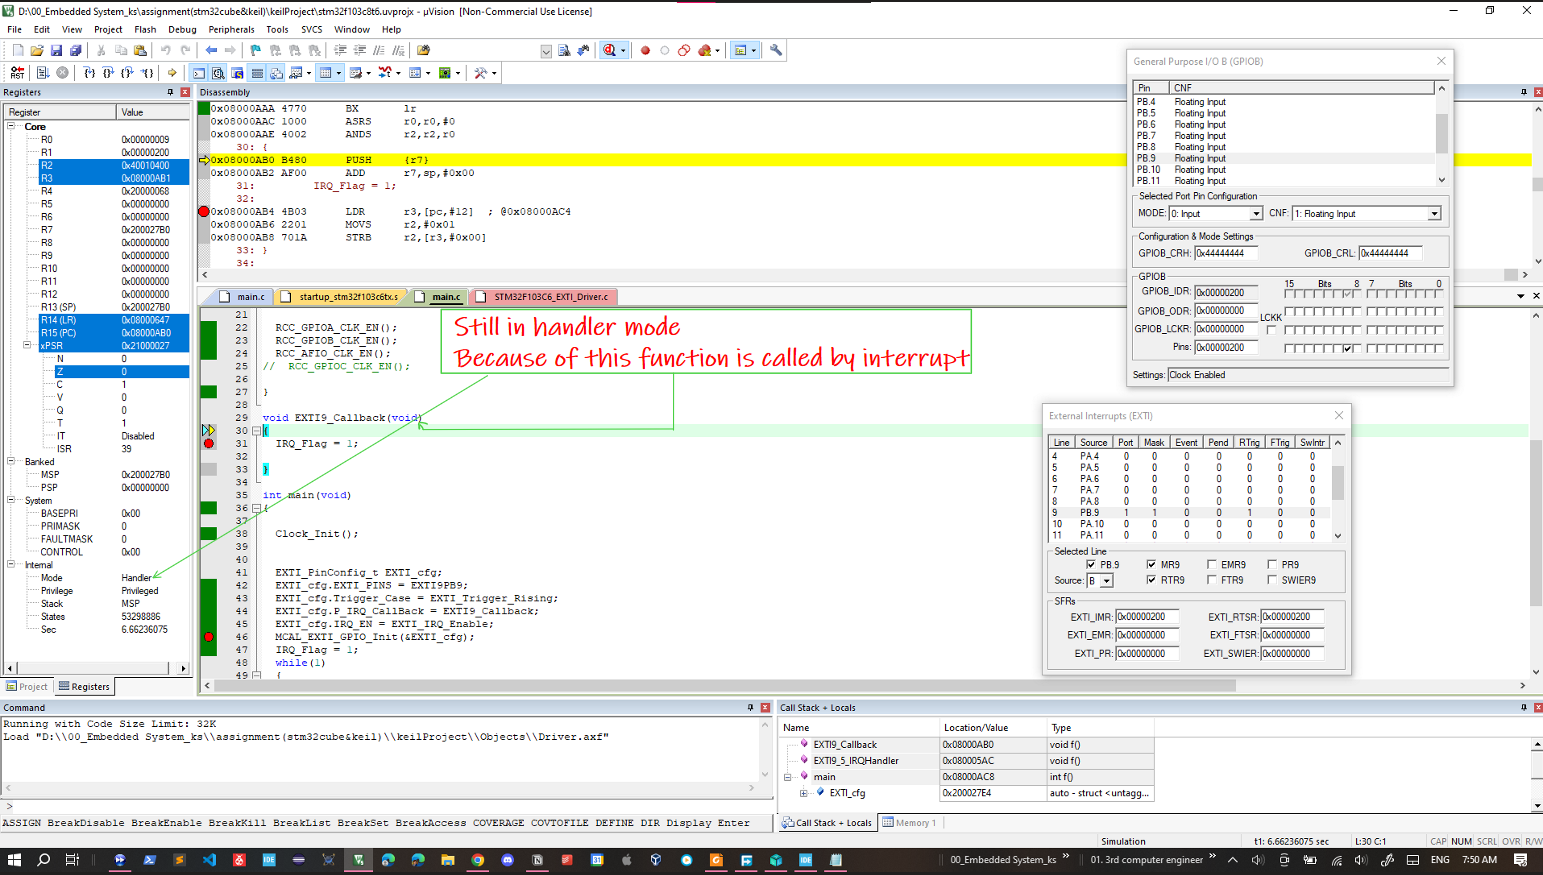 D:\00_Embedded System_ks\assignment(stm32cube&keil)\keilProject\stm32f103c8t6.uvprojx - µVision [Non-Commercial Use License]
File Edit View Project Flash Debug Peripherals Tools SVCS Window Help
Registers
Register Value
Core
R0 0x00000009
R1 0x00000200
R2 0x40010400
R3 0x08000AB1
R4 0x20000068
R5 0x00000000
R6 0x00000000
R7 0x200027B0
R8 0x00000000
R9 0x00000000
R10 0x00000000
R11 0x00000000
R12 0x00000000
R13 (SP) 0x200027B0
R14 (LR) 0x08000647
R15 (PC) 0x08000AB0
xPSR 0x21000027
N 0
Z 0
C 1
V 0
Q 0
T 1
IT Disabled
ISR 39
Banked
MSP 0x200027B0
PSP 0x00000000
System
BASEPRI 0x00
PRIMASK 0
FAULTMASK 0
CONTROL 0x00
Internal
Mode Handler
Privilege Privileged
Stack MSP
States 53298886
Sec 6.66236075
Project Registers
Disassembly
0x08000AAA 4770 BX lr
0x08000AAC 1000 ASRS r0,r0,#0
0x08000AAE 4002 ANDS r2,r2,r0
30: {
0x08000AB0 B480 PUSH {r7}
0x08000AB2 AF00 ADD r7,sp,#0x00
31: IRQ_Flag = 1;
32:
0x08000AB4 4B03 LDR r3,[pc,#12] ; @0x08000AC4
0x08000AB6 2201 MOVS r2,#0x01
0x08000AB8 701A STRB r2,[r3,#0x00]
33: }
34:
main.c startup_stm32f103c6tx.s main.c STM32F103C6_EXTI_Driver.c
21
22 RCC_GPIOA_CLK_EN();
23 RCC_GPIOB_CLK_EN();
24 RCC_AFIO_CLK_EN();
25 // RCC_GPIOC_CLK_EN();
26
27 }
28
29 void EXTI9_Callback(void)
30 {
31 IRQ_Flag = 1;
32
33 }
34
35 int main(void)
36 {
37
38 Clock_Init();
39
40
41 EXTI_PinConfig_t EXTI_cfg;
42 EXTI_cfg.EXTI_PINS = EXTI9PB9;
43 EXTI_cfg.Trigger_Case = EXTI_Trigger_Rising;
44 EXTI_cfg.P_IRQ_CallBack = EXTI9_Callback;
45 EXTI_cfg.IRQ_EN = EXTI_IRQ_Enable;
46 MCAL_EXTI_GPIO_Init(&EXTI_cfg);
47 IRQ_Flag = 1;
48 while(1)
49 {
Still in handler mode
Because of this function is called by interrupt
General Purpose I/O B (GPIOB)
Pin CNF
PB.4 Floating Input
PB.5 Floating Input
PB.6 Floating Input
PB.7 Floating Input
PB.8 Floating Input
PB.9 Floating Input
PB.10 Floating Input
PB.11 Floating Input
Selected Port Pin Configuration
MODE: 0: Input CNF: 1: Floating Input
Configuration & Mode Settings
GPIOB_CRH: 0x44444444 GPIOB_CRL: 0x44444444
GPIOB
15 Bits 8 7 Bits 0
GPIOB_IDR: 0x00000200
GPIOB_ODR: 0x00000000
LCKK
GPIOB_LCKR: 0x00000000
Pins: 0x00000200
Settings: Clock Enabled
External Interrupts (EXTI)
Line Source Port Mask Event Pend RTrig FTrig SwIntr
4 PA.4 0 0 0 0 0 0 0
5 PA.5 0 0 0 0 0 0 0
6 PA.6 0 0 0 0 0 0 0
7 PA.7 0 0 0 0 0 0 0
8 PA.8 0 0 0 0 0 0 0
9 PB.9 1 1 0 0 1 0 0
10 PA.10 0 0 0 0 0 0 0
11 PA.11 0 0 0 0 0 0 0
Selected Line
PB.9 MR9 EMR9 PR9
Source: B RTR9 FTR9 SWIER9
SFRs
EXTI_IMR: 0x00000200 EXTI_RTSR: 0x00000200
EXTI_EMR: 0x00000000 EXTI_FTSR: 0x00000000
EXTI_PR: 0x00000000 EXTI_SWIER: 0x00000000
Command
Running with Code Size Limit: 32K
Load "D:\\00_Embedded System_ks\\assignment(stm32cube&keil)\\keilProject\\Objects\\Driver.axf"
>
ASSIGN BreakDisable BreakEnable BreakKill BreakList BreakSet BreakAccess COVERAGE COVTOFILE DEFINE DIR Display Enter
Call Stack + Locals
Name Location/Value Type
EXTI9_Callback 0x08000AB0 void f()
EXTI9_5_IRQHandler 0x080005AC void f()
main 0x08000AC8 int f()
EXTI_cfg 0x200027E4 auto - struct <untagg...
Call Stack + Locals Memory 1
Simulation t1: 6.66236075 sec L:30 C:1 CAP NUM SCRL OVR R/W
00_Embedded System_ks 01. 3rd computer engineer ENG 7:50 AM